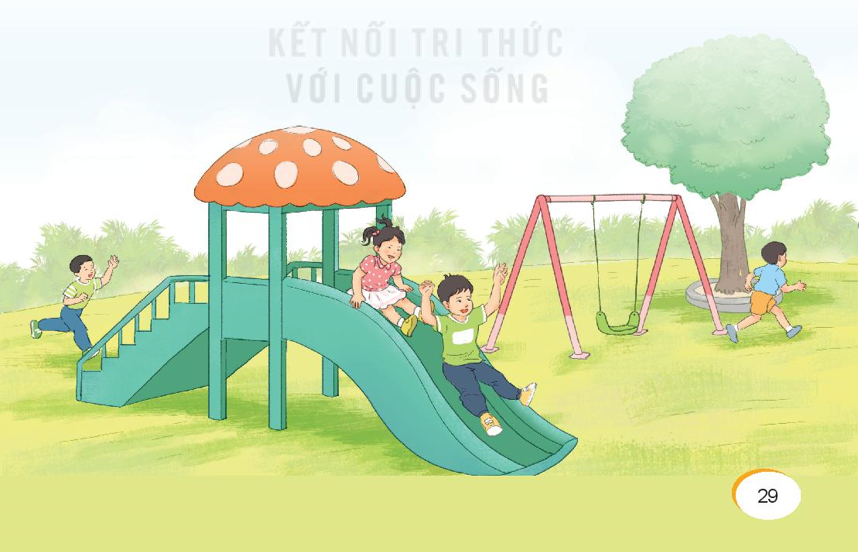 KẾT NỐI TRI THỨC
VỚI CUỘC SỐNG
29